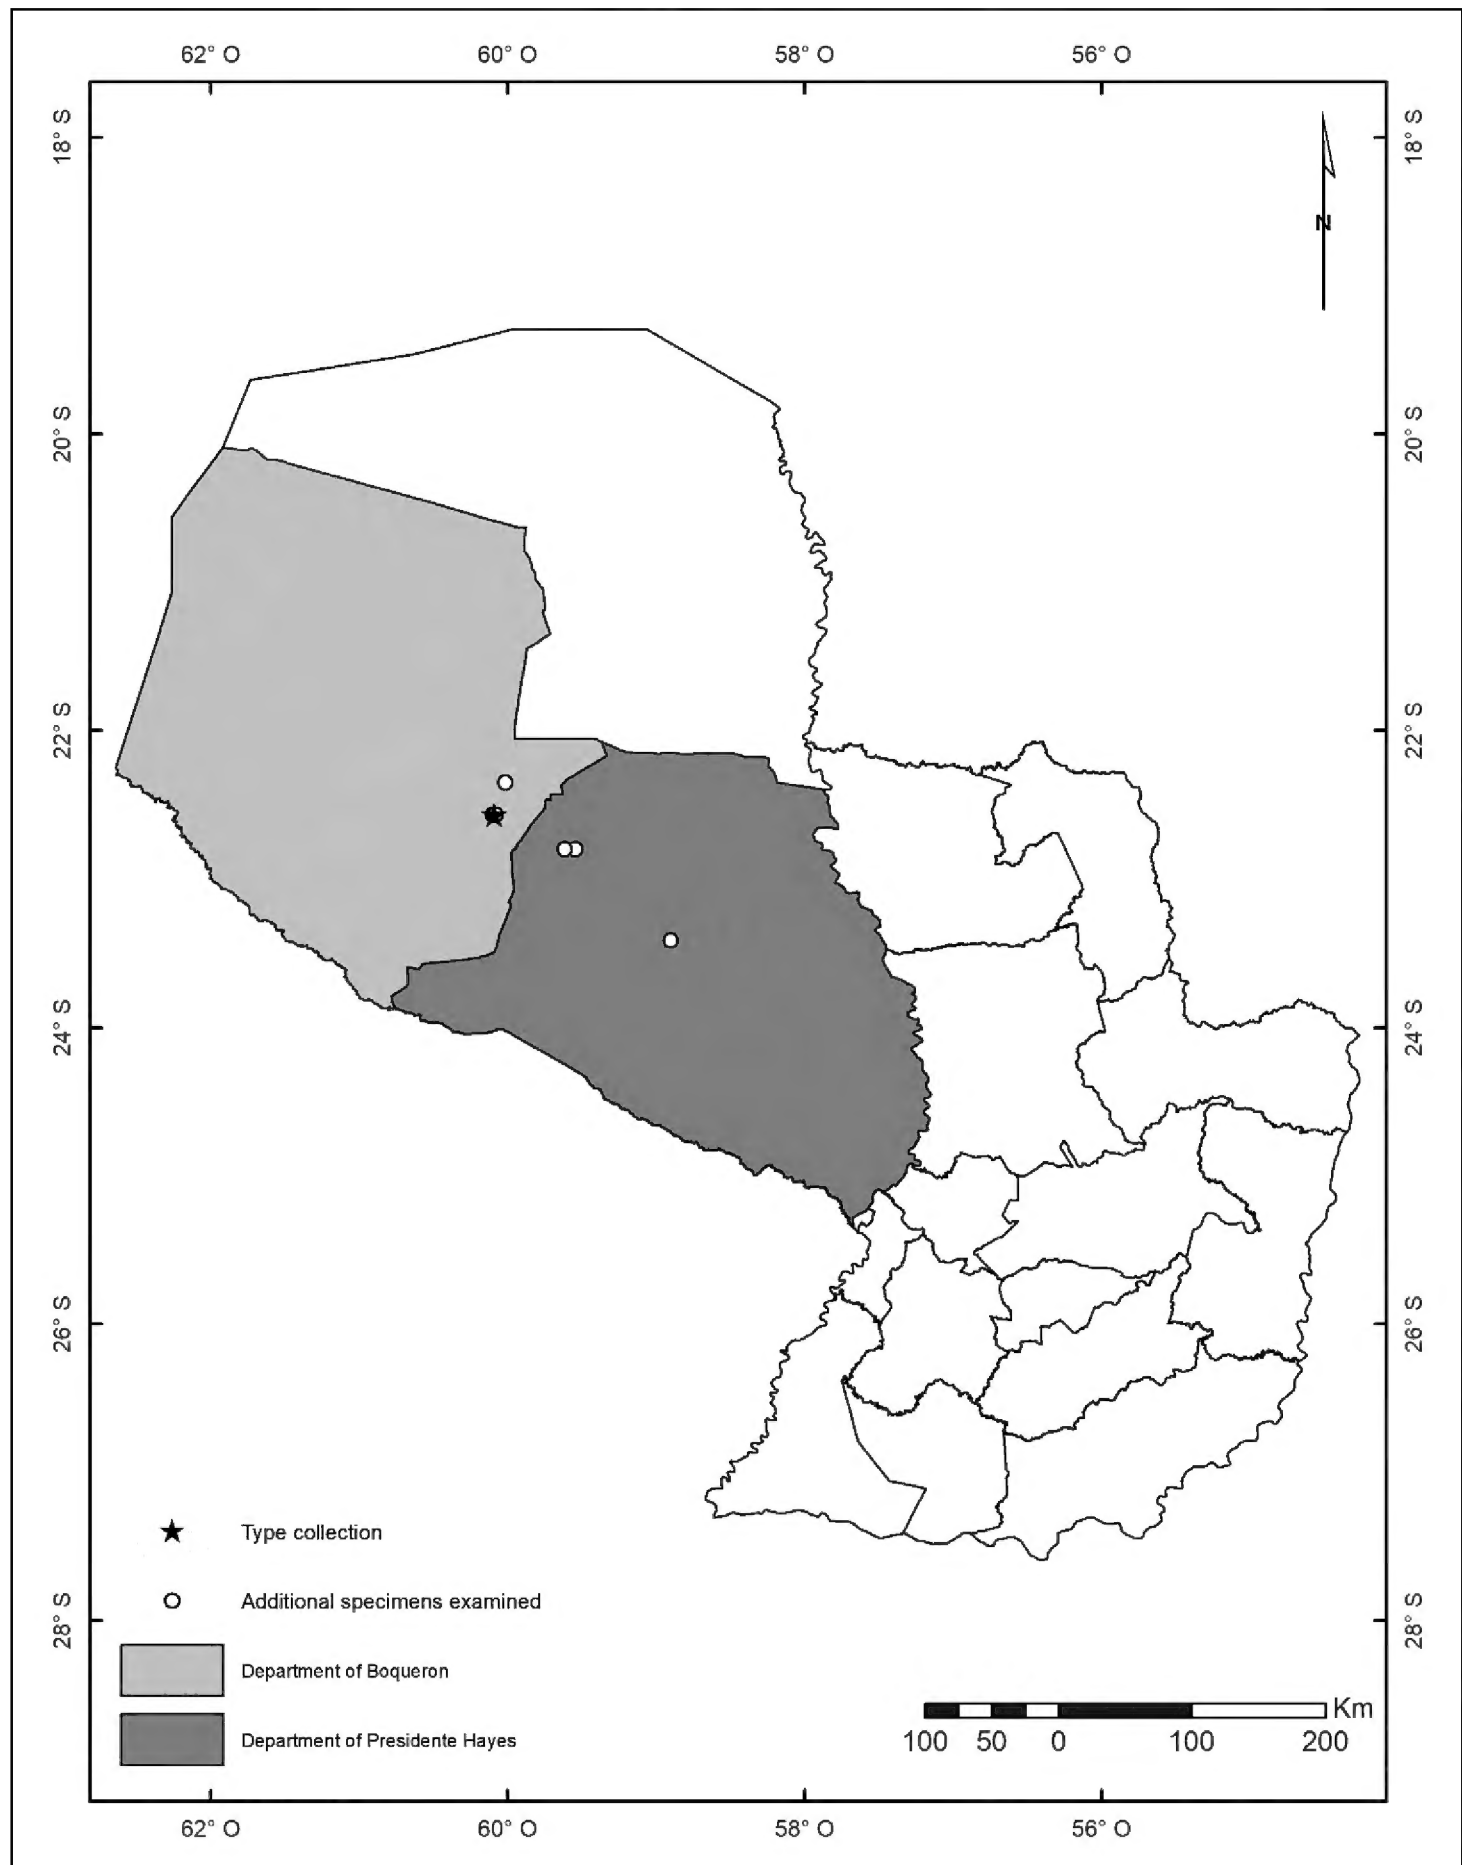 62° O 60° O 58° O 56° O
18° S 18° S
N
20° S 20° S
22° S 22° S
24° S 24° S
26° S 26° S
Type collection
28° S 28° S
Additional specimens examined
Department of Boqueron
Department of Presidente Hayes
Km
100 50 0 100 200
62° O 60° O 58° O 56° O